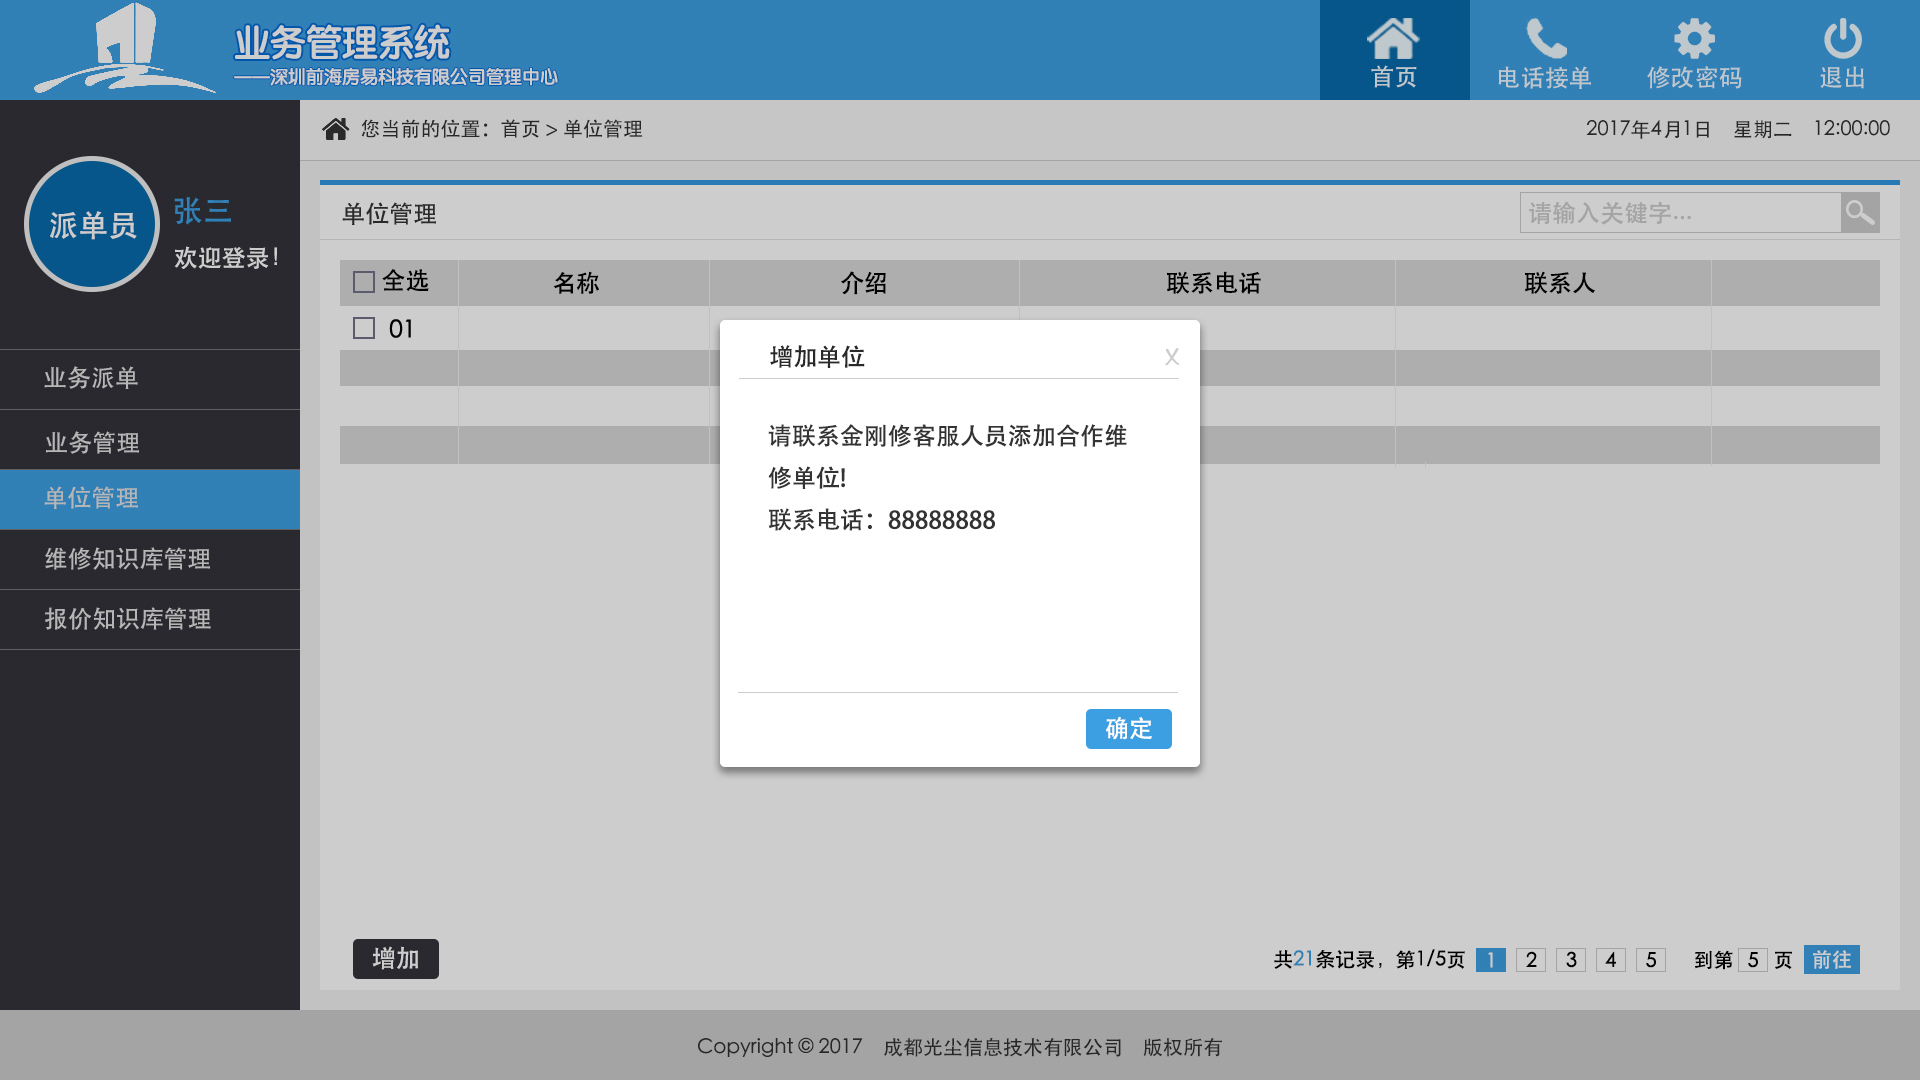 业务管理系统
——深圳前海房易科技有限公司管理中心
首页
电话接单
修改密码
退出
您当前的位置：首页 > 单位管理
2017年4月1日 星期二 12:00:00
派单员
张三
欢迎登录！
业务派单
业务管理
单位管理
维修知识库管理
报价知识库管理
单位管理
请输入关键字...
全选 名称 介绍 联系电话 联系人
01
增加单位 X
请联系金刚修客服人员添加合作维
修单位!
联系电话：88888888
确定
增加
共21条记录，第1/5页 1 2 3 4 5 到第 5 页 前往
Copyright © 2017 成都光尘信息技术有限公司 版权所有